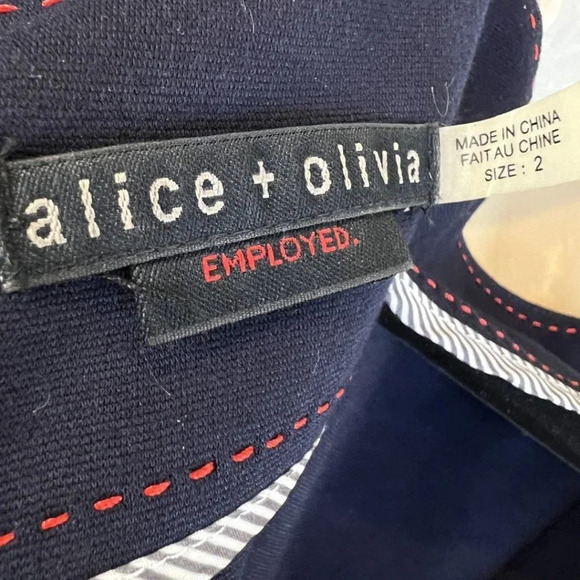 alice + olivia
EMPLOYED.
MADE IN CHINA
FAIT AU CHINE
SIZE : 2